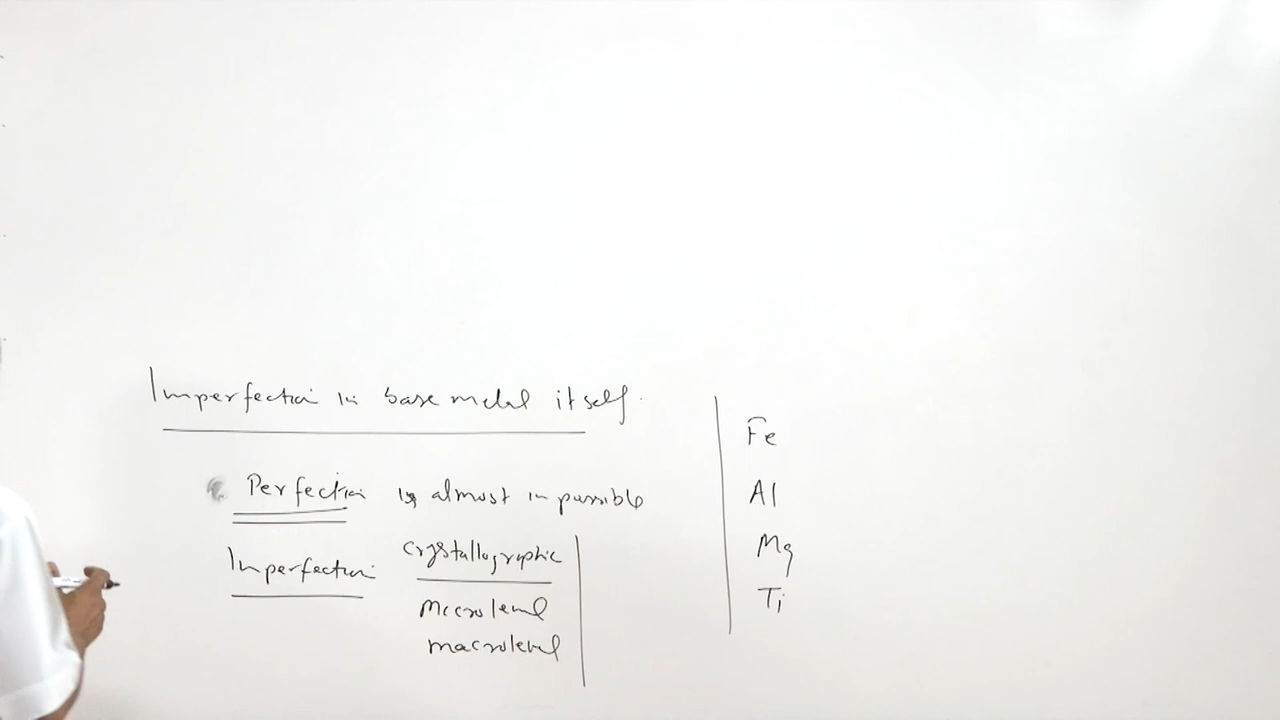 Imperfection in base metal itself.
Perfection is almost impossible
Imperfection crystallographic
microlevel
macrolevel
Fe
Al
Mg
Ti